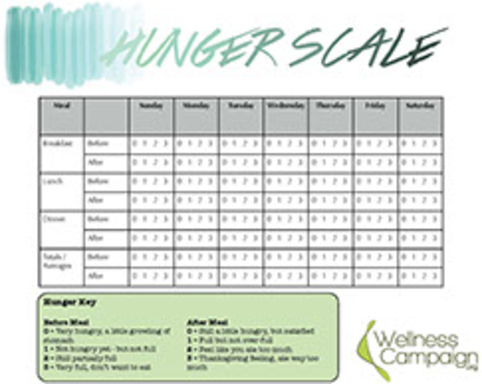 HUNGER SCALE
Meal Sunday Monday Tuesday Wednesday Thursday Friday Saturday
Breakfast Before 0 1 2 3 0 1 2 3 0 1 2 3 0 1 2 3 0 1 2 3 0 1 2 3 0 1 2 3
After 0 1 2 3 0 1 2 3 0 1 2 3 0 1 2 3 0 1 2 3 0 1 2 3 0 1 2 3
Lunch Before 0 1 2 3 0 1 2 3 0 1 2 3 0 1 2 3 0 1 2 3 0 1 2 3 0 1 2 3
After 0 1 2 3 0 1 2 3 0 1 2 3 0 1 2 3 0 1 2 3 0 1 2 3 0 1 2 3
Dinner Before 0 1 2 3 0 1 2 3 0 1 2 3 0 1 2 3 0 1 2 3 0 1 2 3 0 1 2 3
After 0 1 2 3 0 1 2 3 0 1 2 3 0 1 2 3 0 1 2 3 0 1 2 3 0 1 2 3
Totals / Before 0 1 2 3 0 1 2 3 0 1 2 3 0 1 2 3 0 1 2 3 0 1 2 3 0 1 2 3
Averages After 0 1 2 3 0 1 2 3 0 1 2 3 0 1 2 3 0 1 2 3 0 1 2 3 0 1 2 3
Hunger Key
Before Meal
0 = Very hungry, a little growling of
stomach
1 = Not hungry yet - but not full
2 = Still partially full
3 = Very full, don't want to eat
After Meal
0 = Still a little hungry, but satisfied
1 = Full but not over-full
2 = Feel like you ate too much
3 = Thanksgiving feeling, ate way too
much
Wellness
Campaign.org